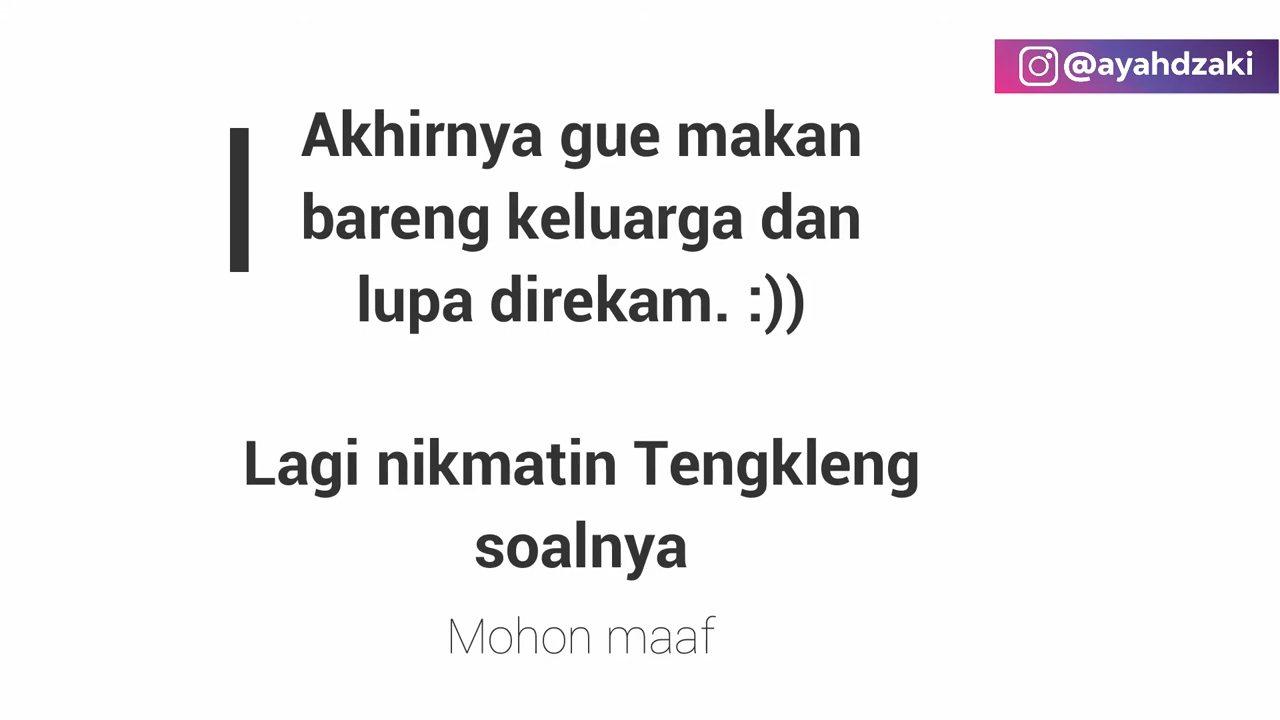 @ayahdzaki
Akhirnya gue makan
bareng keluarga dan
lupa direkam. :))
Lagi nikmatin Tengkleng
soalnya
Mohon maaf